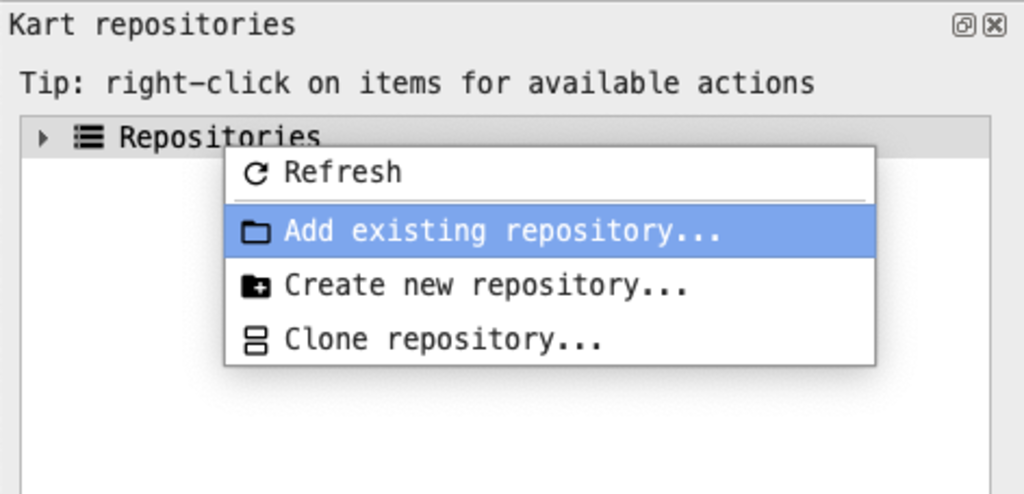 Kart repositories
Tip: right-click on items for available actions
Repositories
Refresh
Add existing repository...
Create new repository...
Clone repository...